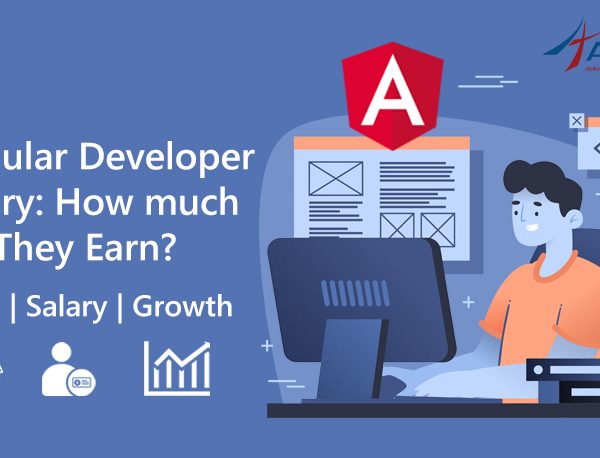 ular Developer
ry: How much
They Earn?
| Salary | Growth
A